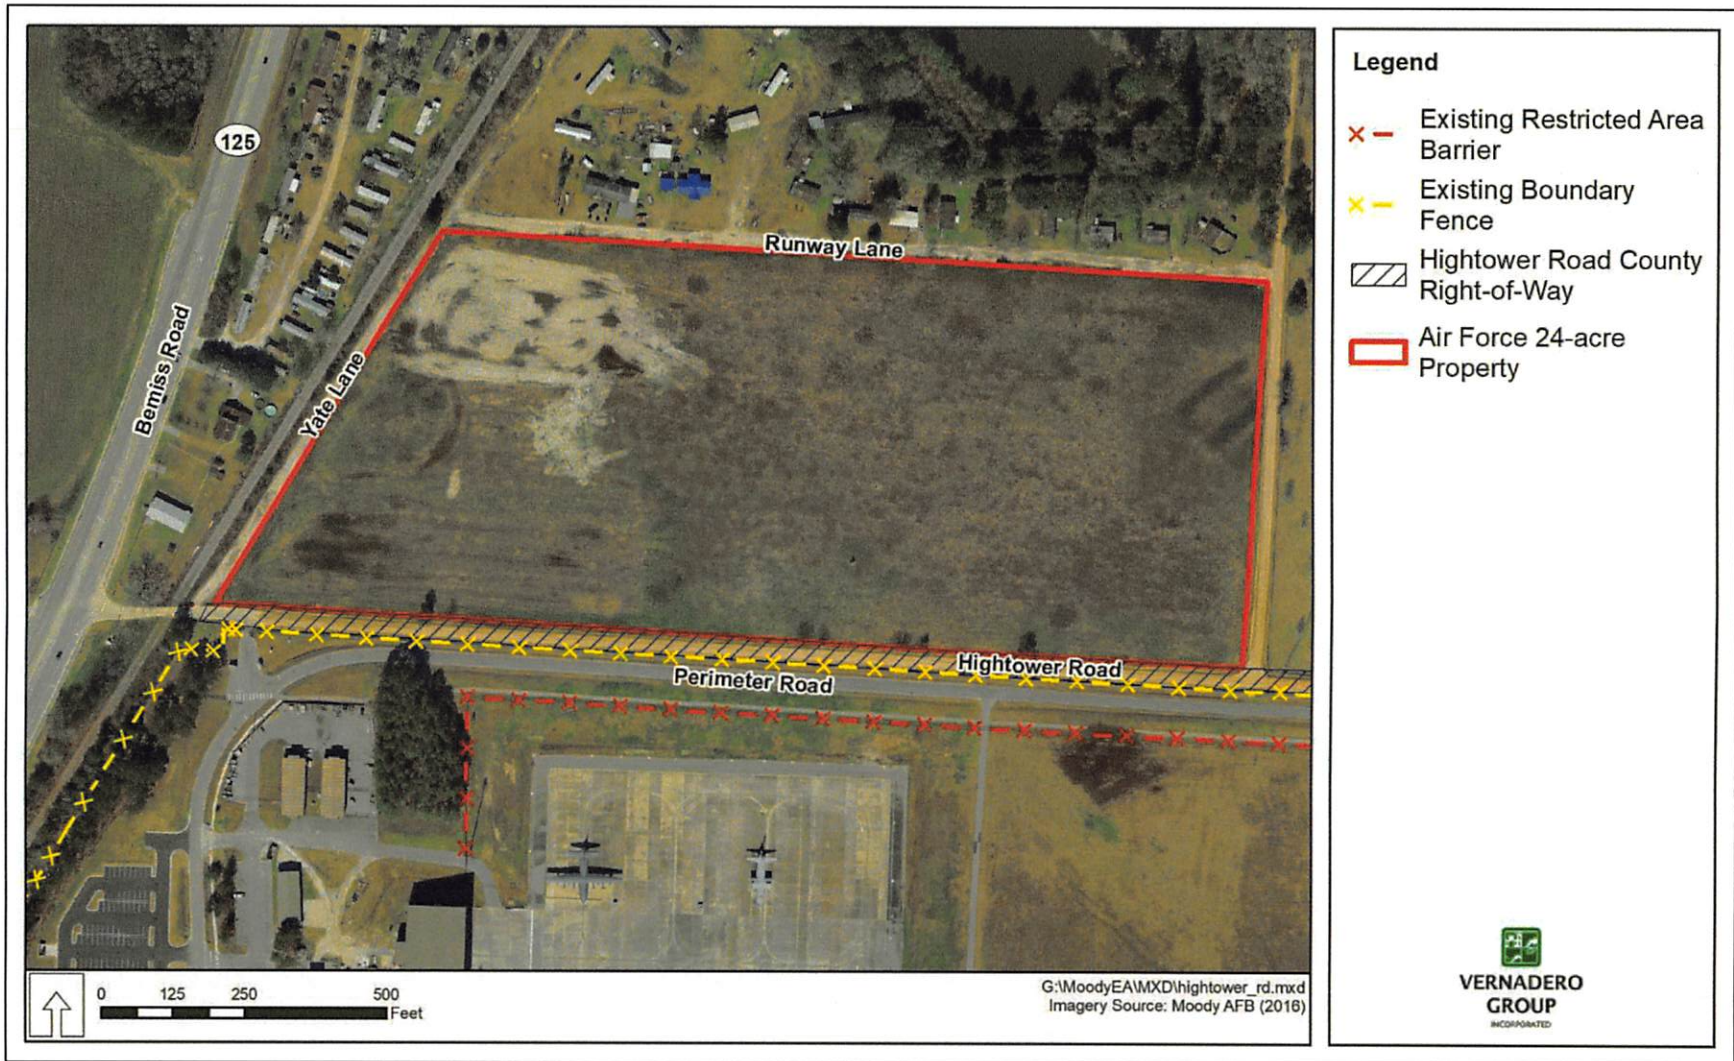 125
Bemiss Road
Yate Lane
Runway Lane
Hightower Road
Perimeter Road
0 125 250 500
Feet
G:\MoodyEA\MXD\hightower_rd.mxd
Imagery Source: Moody AFB (2016)
Legend
Existing Restricted Area
Barrier
Existing Boundary
Fence
Hightower Road County
Right-of-Way
Air Force 24-acre
Property
VERNADERO
GROUP
INCORPORATED